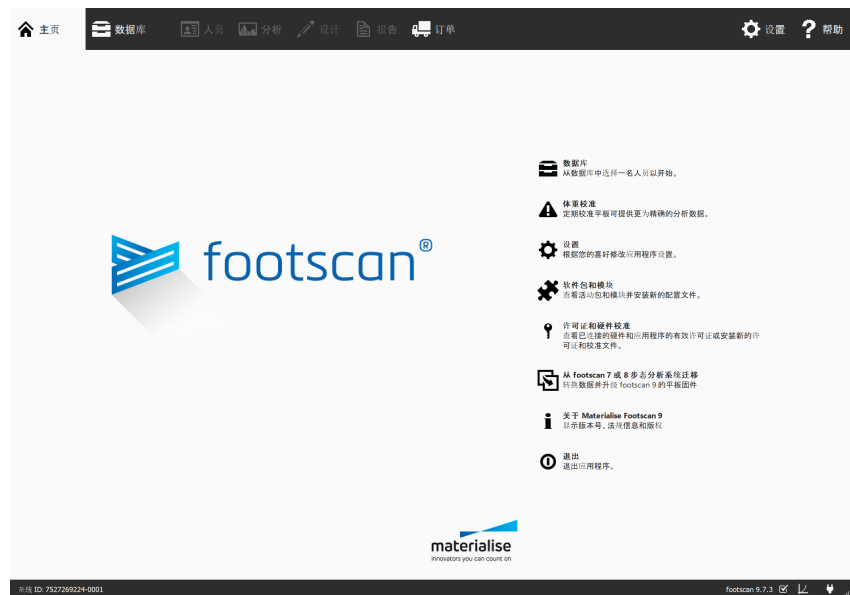 主页
数据库
人员
分析
设计
报告
订单
设置
帮助
数据库
从数据库中选择一名人员以开始。
体重校准
定期校准平板可提供更为精确的分析数据。
设置
根据您的喜好修改应用程序设置。
软件包和模块
查看活动包和模块并安装新的配置文件。
许可证和硬件校准
查看已连接的硬件和应用程序的有效许可证或安装新的许
可证和校准文件。
从 footscan 7 或 8 步态分析系统迁移
转换数据并升级 footscan 9 的平板固件
关于 Materialise Footscan 9
显示版本号、法规信息和版权
退出
退出应用程序。
footscan®
materialise
innovators you can count on
系统 ID: 7527269224-0001
footscan 9.7.3